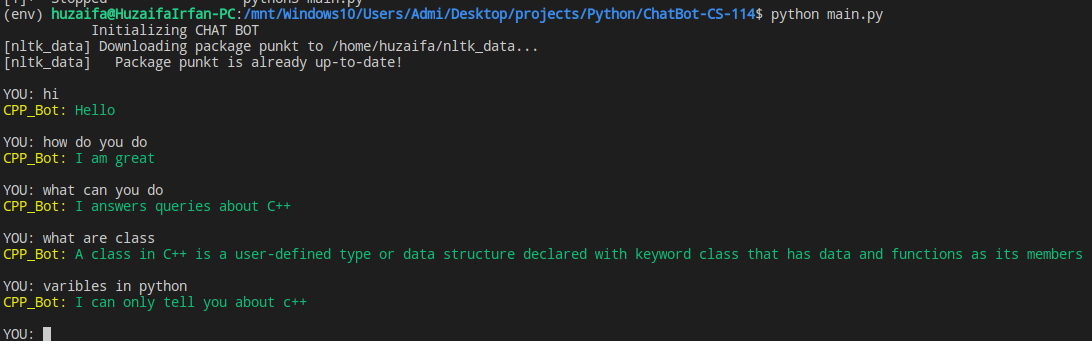 (env) huzaifa@HuzaifaIrfan-PC:/mnt/Windows10/Users/Admi/Desktop/projects/Python/ChatBot-CS-114$ python main.py
Initializing CHAT BOT
[nltk_data] Downloading package punkt to /home/huzaifa/nltk_data...
[nltk_data]   Package punkt is already up-to-date!
YOU: hi
CPP_Bot: Hello
YOU: how do you do
CPP_Bot: I am great
YOU: what can you do
CPP_Bot: I answers queries about C++
YOU: what are class
CPP_Bot: A class in C++ is a user-defined type or data structure declared with keyword class that has data and functions as its members
YOU: varibles in python
CPP_Bot: I can only tell you about c++
YOU: